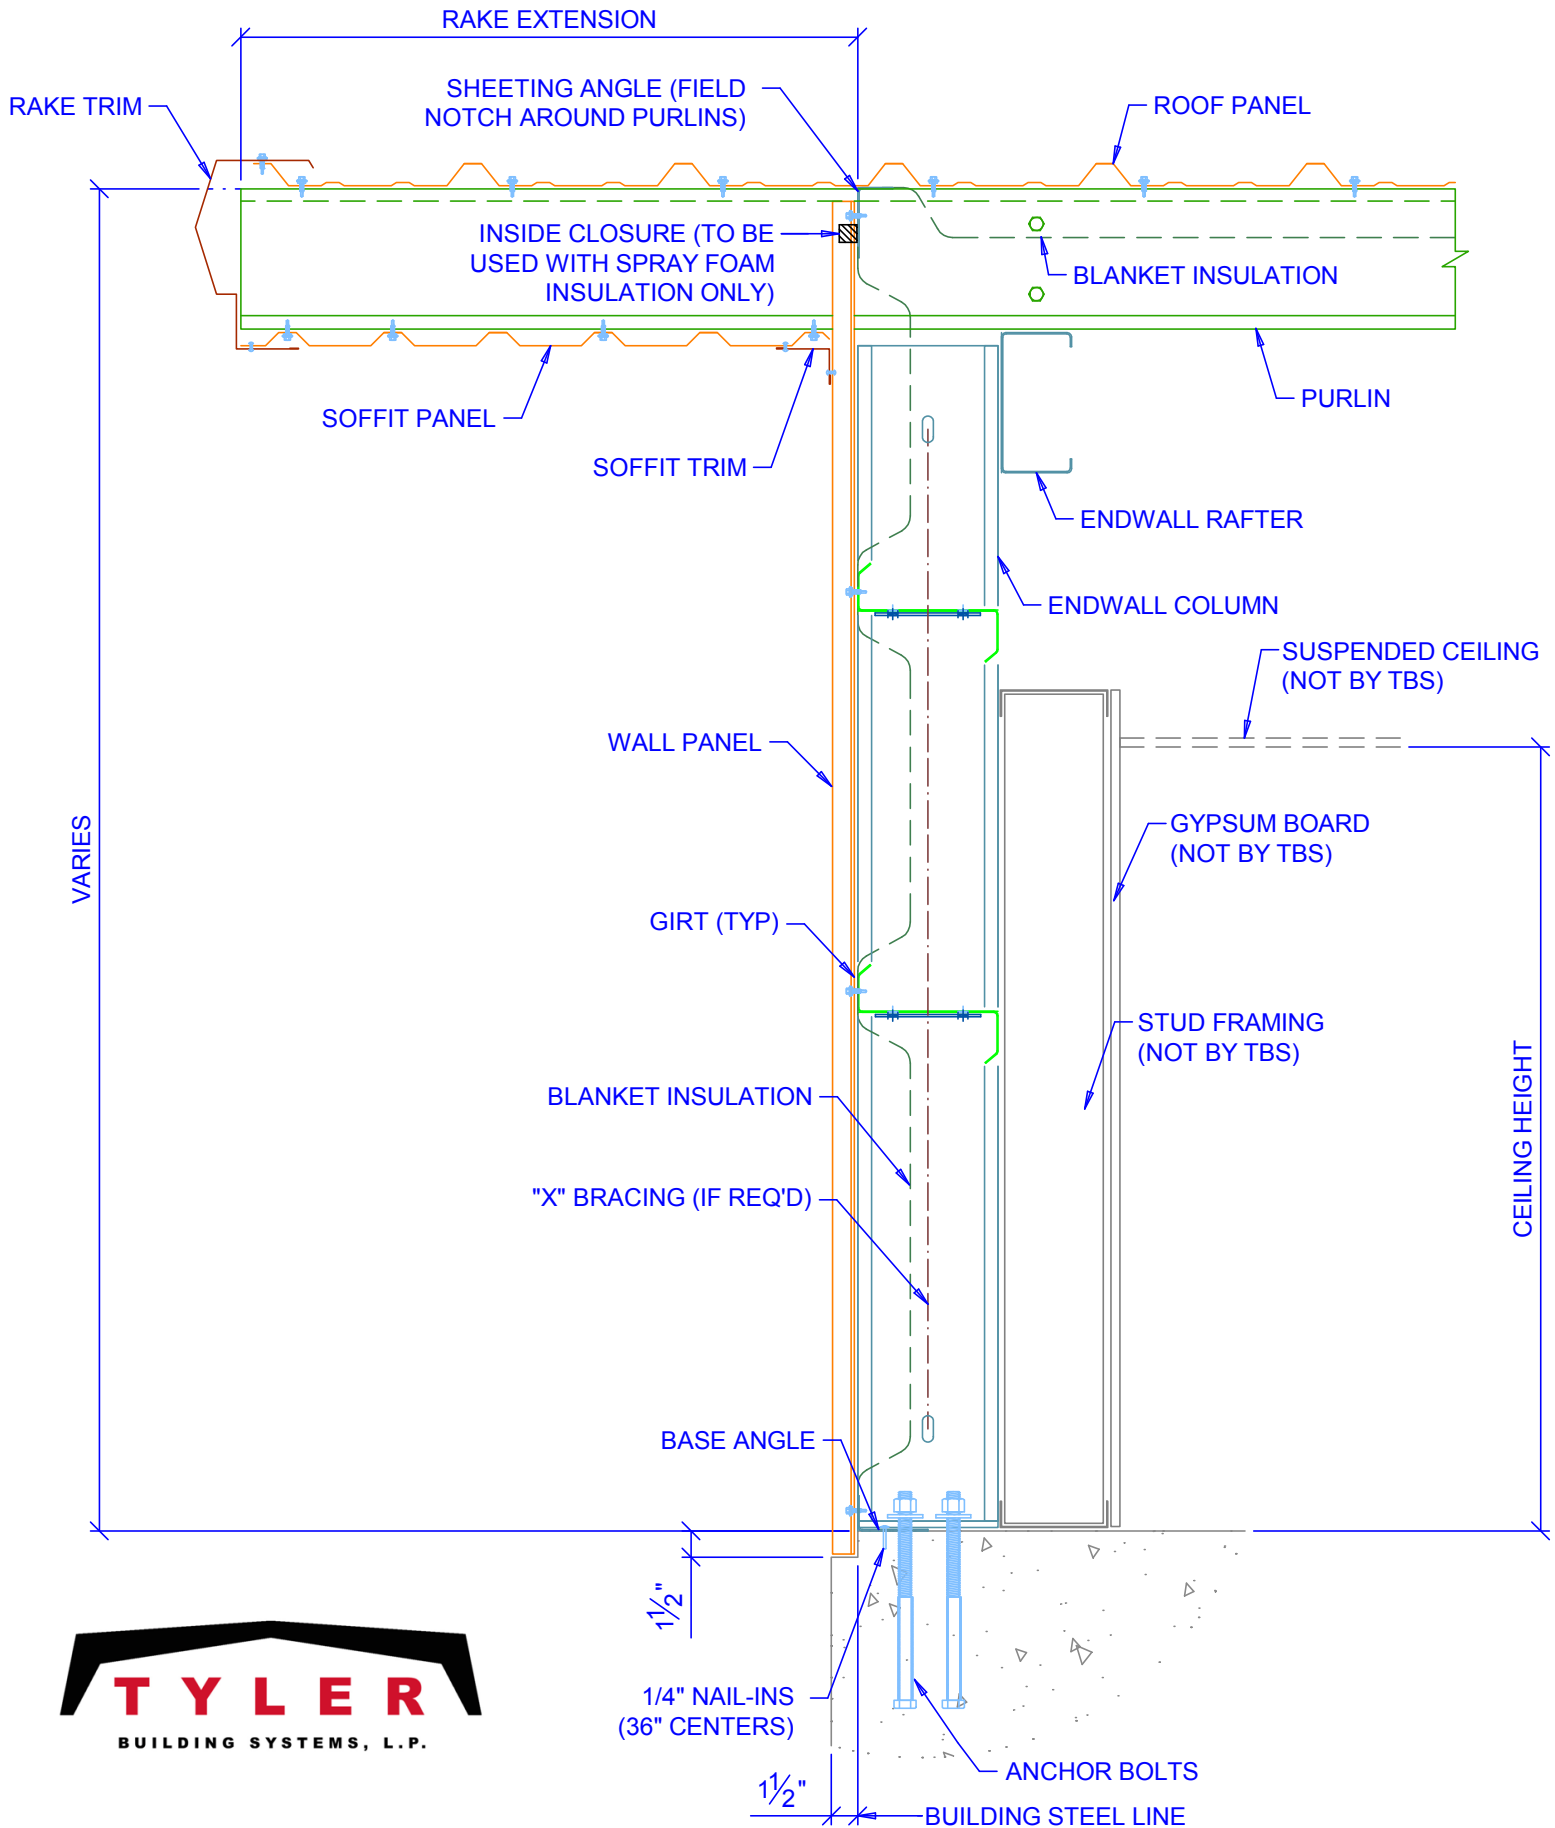 RAKE EXTENSION
RAKE TRIM
SHEETING ANGLE (FIELD
NOTCH AROUND PURLINS)
ROOF PANEL
INSIDE CLOSURE (TO BE
USED WITH SPRAY FOAM
INSULATION ONLY)
BLANKET INSULATION
SOFFIT PANEL
PURLIN
SOFFIT TRIM
ENDWALL RAFTER
ENDWALL COLUMN
SUSPENDED CEILING
(NOT BY TBS)
WALL PANEL
VARIES
GYPSUM BOARD
(NOT BY TBS)
GIRT (TYP)
STUD FRAMING
(NOT BY TBS)
BLANKET INSULATION
CEILING HEIGHT
"X" BRACING (IF REQ'D)
BASE ANGLE
1½"
1/4" NAIL-INS
(36" CENTERS)
ANCHOR BOLTS
1½"
BUILDING STEEL LINE
TYLER
BUILDING SYSTEMS, L.P.